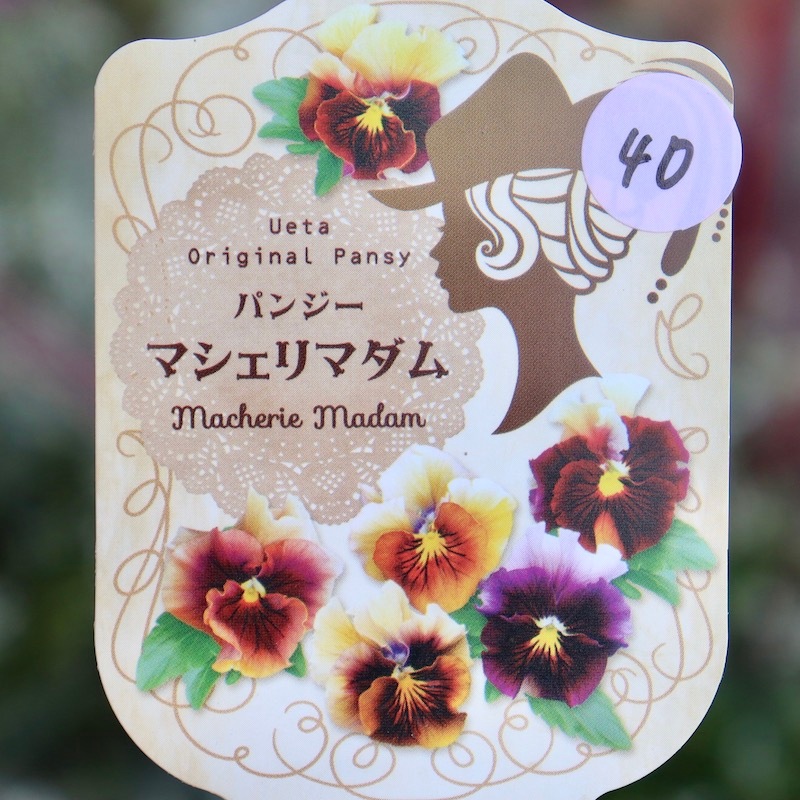 40
Ueta
Original Pansy
パンジー
マシェリマダム
Macherie Madam